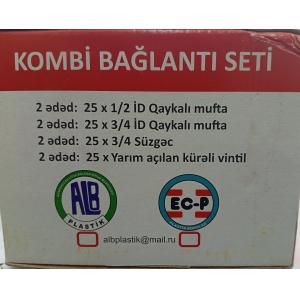 KOMBİ BAĞLANTI SETİ
2 ədəd: 25 x 1/2 İD Qaykalı mufta
2 ədəd: 25 x 3/4 İD Qaykalı mufta
2 ədəd: 25 x 3/4 Süzgəc
2 ədəd: 25 x Yarım açılan kürəli vintil
ALB
PLASTİK
EC-P
albplastik@mail.ru